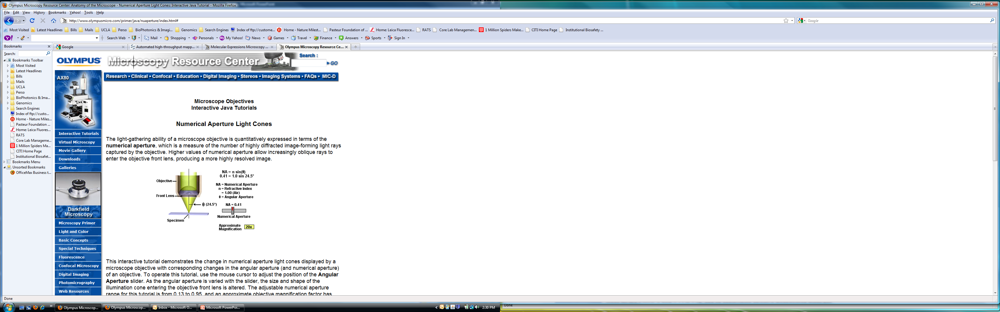 Olympus Microscopy Resource Center: Anatomy of the Microscope - Numerical Aperture Light Cones: Interactive Java Tutorial - Mozilla Firefox
File Edit View History Bookmarks Yahoo! Tools Help
http://www.olympusmicro.com/primer/java/nuaperture/index.html#
Google
Most Visited Latest Headlines Bills Mails UCLA Perso BioPhotonics & Imagi... Genomics Search Engines Index of ftp://custome... Home - Nature Milest... Pasteur Foundation of ... Home: Leica Fluoresce... RATS Core Lab Managemen... 1 Million Spiders Make... CITI Home Page Institutional Biosafety ...
Y! Search Web Mail Shopping Personals My Yahoo! News Games Travel Finance Answers Sports Sign In
Bookmarks
Google Automated high-throughput mapp... Molecular Expressions Microscopy ... Olympus Microscopy Resource Ce...
Search:
Bookmarks Toolbar
Most Visited
Latest Headlines
Bills
Mails
UCLA
Perso
BioPhotonics & Ima...
Genomics
Search Engines
Index of ftp://custo...
Home - Nature Miles...
Pasteur Foundation ...
Home: Leica Fluores...
RATS
Core Lab Manageme...
1 Million Spiders Ma...
CITI Home Page
Institutional Biosafet...
Bookmarks Menu
Unsorted Bookmarks
OfficeMax Business t...
OLYMPUS
Microscopy Resource Center
Search :
GO
Research • Clinical • Confocal • Education • Digital Imaging • Stereos • Imaging Systems • FAQs • MIC-D
AX80
Interactive Tutorials
Virtual Microscopy
Movie Gallery
Downloads
Galleries
Darkfield
Microscopy
Microscopy Primer
Light and Color
Basic Concepts
Special Techniques
Fluorescence
Confocal Microscopy
Digital Imaging
Photomicrography
Web Resources
Microscope Objectives
Interactive Java Tutorials
Numerical Aperture Light Cones
The light-gathering ability of a microscope objective is quantitatively expressed in terms of the
numerical aperture, which is a measure of the number of highly diffracted image-forming light rays
captured by the objective. Higher values of numerical aperture allow increasingly oblique rays to
enter the objective front lens, producing a more highly resolved image.
Objective
Front Lens
θ (24.5°)
Specimen
NA = n sin(θ)
0.41 = 1.0 sin 24.5°
NA = Numerical Aperture
n = Refractive Index
= 1.00 (Air)
θ = Angular Aperture
NA = 0.41
Numerical Aperture
Approximate
Magnification 20x
This interactive tutorial demonstrates the change in numerical aperture light cones displayed by a
microscope objective with corresponding changes in the angular aperture (and numerical aperture)
of an objective. To operate this tutorial, use the mouse cursor to adjust the position of the Angular
Aperture slider. As the angular aperture is varied with the slider, the size and shape of the
illumination cone entering the objective front lens is altered. The adjustable numerical aperture
range for this tutorial is from 0.13 to 0.95, and an approximate objective magnification factor has
Done
Done
Olympus Microscop... Olympus Microscop... Inbox - Microsoft O... Microsoft PowerPoi... 2:30 PM